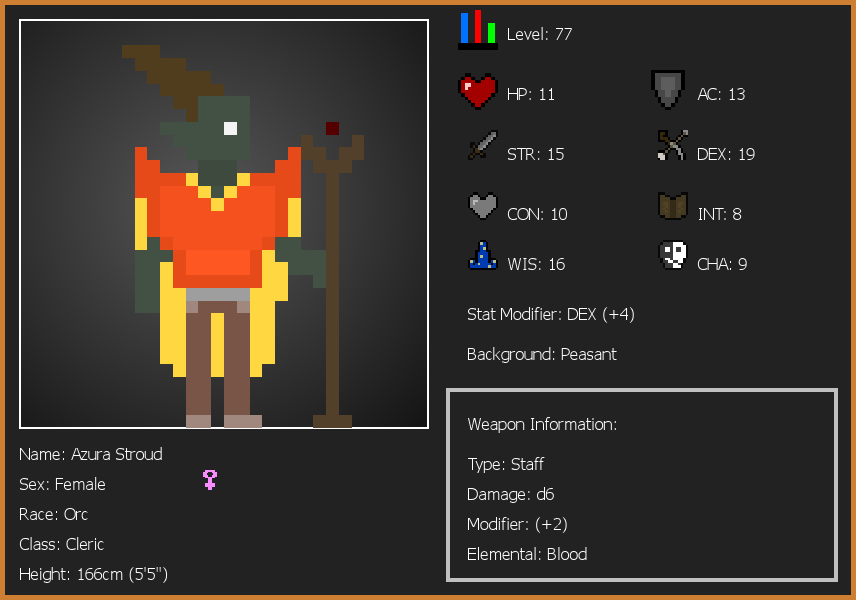 Level: 77
HP: 11
AC: 13
STR: 15
DEX: 19
CON: 10
INT: 8
WIS: 16
CHA: 9
Stat Modifier: DEX (+4)
Background: Peasant
Weapon Information:
Type: Staff
Damage: d6
Modifier: (+2)
Elemental: Blood
Name: Azura Stroud
Sex: Female
Race: Orc
Class: Cleric
Height: 166cm (5'5")